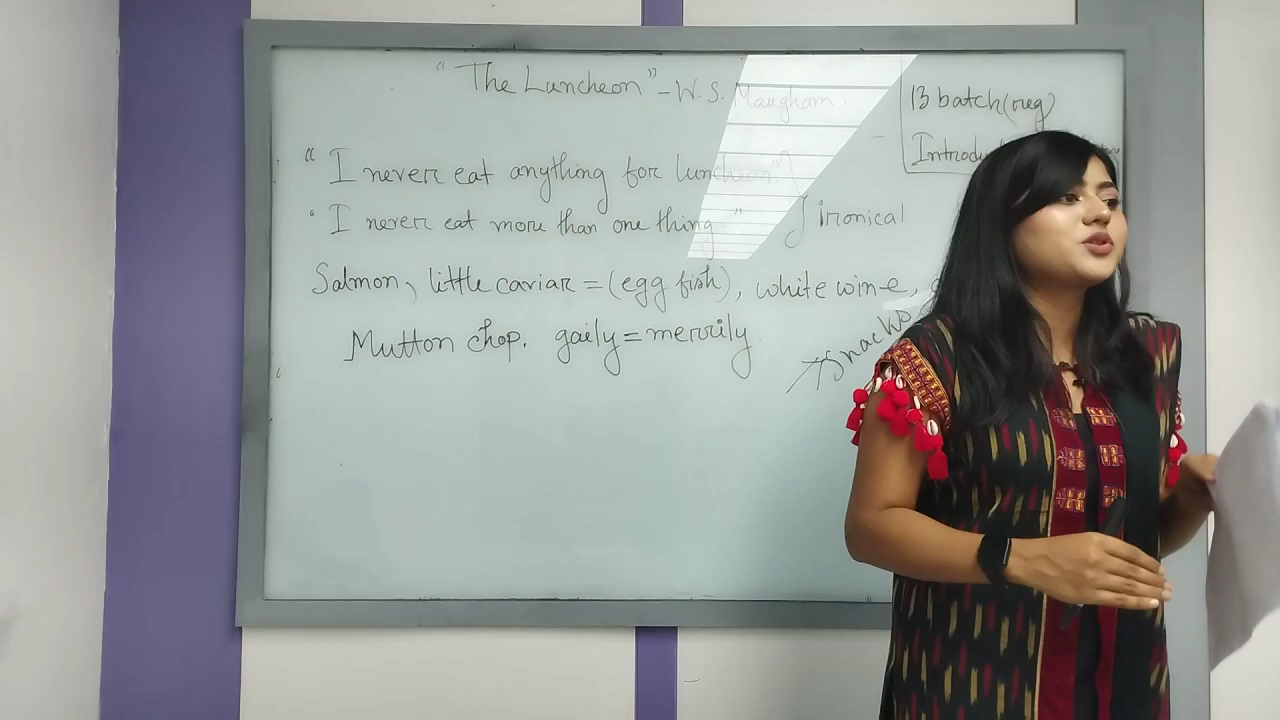 "The Luncheon" - W. S. Maugham.
13 batch (reg)
"I never eat anything for luncheon."
"I never eat more than one thing." } ironical
Salmon, little caviar = (egg fish), white wine,
Mutton chop. gaily = merrily.
snacks